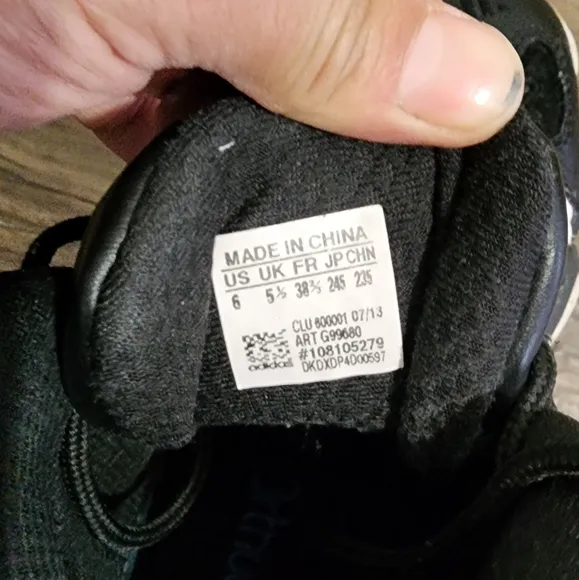 MADE IN CHINA
US UK FR JP CHN
6 5½ 38⅔ 245 235
CLU 600001 07/13
ART G99680
#108105279
DKDXDP4D00597
adidas